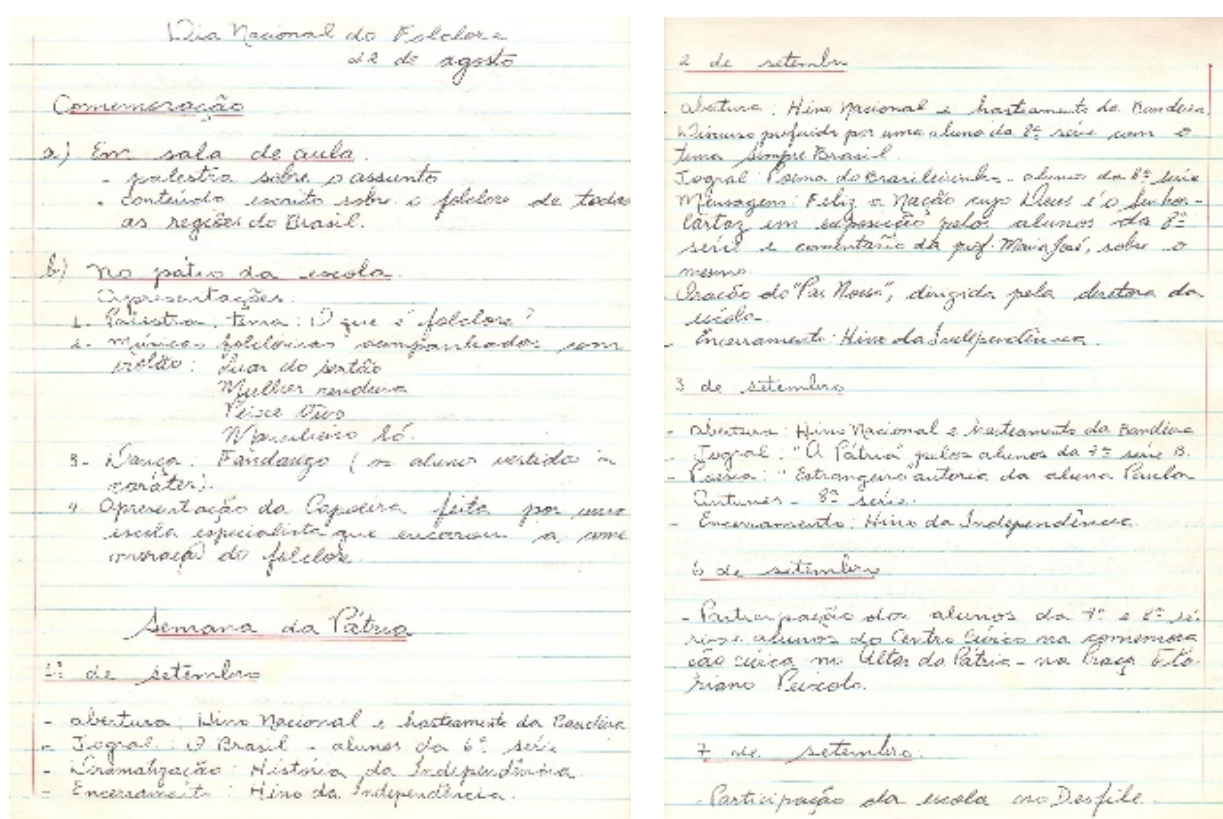 Dia Nacional do Folclore
22 de agosto
Comemoração
a) Em sala de aula.
- palestra sobre o assunto
- conteúdo escrito sobre o folclore de todas
as regiões do Brasil.
b) no pátio da escola.
Apresentações.
1. Palestra, tema: O que é folclore?
2. músicas folclóricas acompanhadas com
violão: Luar do sertão
Mulher rendeira
Peixe Vivo
Marinheiro Só.
3- Dança: Fandango (os aluno vestido a
caráter).
4. Apresentação da Capoeira feita por uma
escola especialista que encerrou a come
moração do folclore.
Semana da Pátria
1º de setembro
- abertura: Hino Nacional e hasteamento da Bandeira
- Jogral: O Brasil - alunos da 6ª série
- Dramatização: História da Independência
- Encerramento: Hino da Independência.
2 de setembro
- abertura: Hino Nacional e hasteamento da Bandeira.
Discurso proferido por uma aluna da 8ª série com o
tema Sempre Brasil
Jogral: Poema do Brasileirinho - alunos da 8ª série
Mensagem: Feliz a Nação cujo Deus é o Senhor -
cartaz em exposição pelos alunos da 8ª
série e comentário da prof. Maria José, sobre o
mesmo.
Oração do "Pai Nosso", dirigida pela diretora da
escola.
- Encerramento: Hino da Independência.
3 de setembro
- abertura: Hino Nacional e hasteamento da Bandeira
- Jogral: "A Pátria" pelos alunos da 7ª série B.
- Poesia: "Estrangeiro" autoria da aluna Paula
Antunes - 8ª série.
- Encerramento: Hino da Independência.
6 de setembro
- Participação dos alunos da 7ª e 8ª sé
ries e alunos do Centro Cívico na comemora
ção cívica no Altar da Pátria - na Praça Flo
riano Peixoto.
7 de setembro.
- Participação da escola no Desfile.